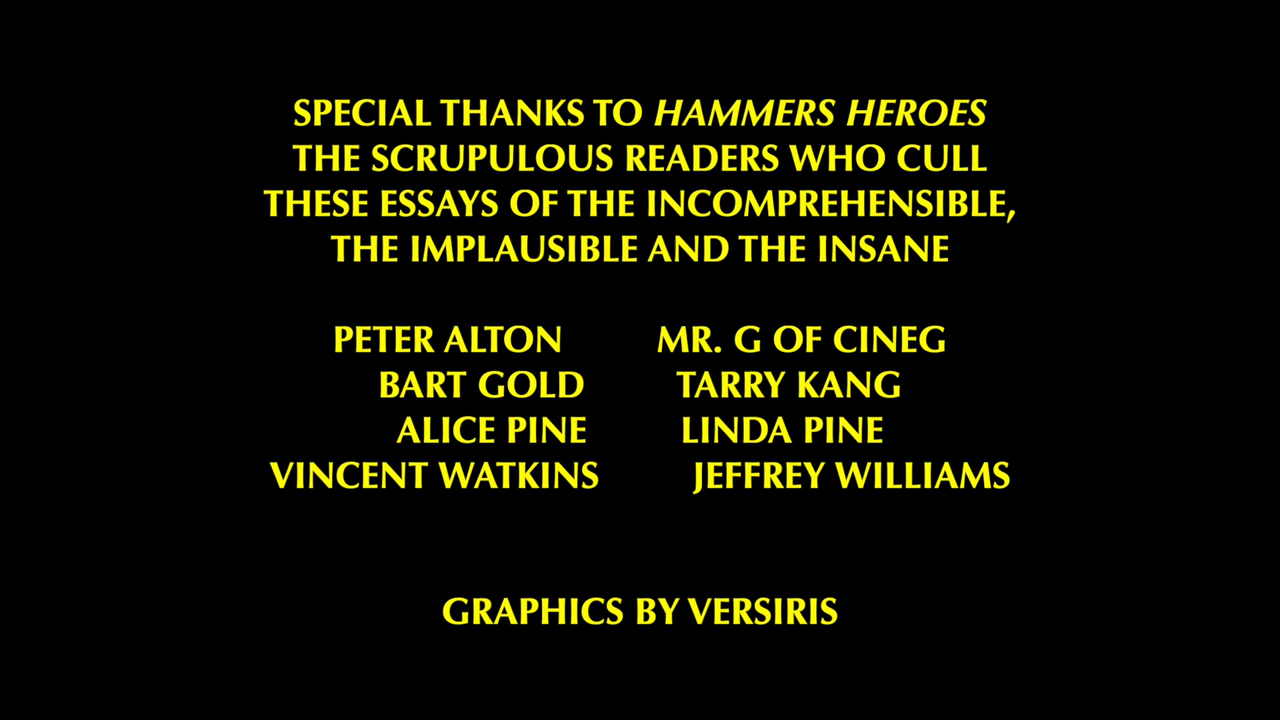 SPECIAL THANKS TO HAMMERS HEROES
THE SCRUPULOUS READERS WHO CULL
THESE ESSAYS OF THE INCOMPREHENSIBLE,
THE IMPLAUSIBLE AND THE INSANE
PETER ALTON MR. G OF CINEG
BART GOLD TARRY KANG
ALICE PINE LINDA PINE
VINCENT WATKINS JEFFREY WILLIAMS
GRAPHICS BY VERSIRIS